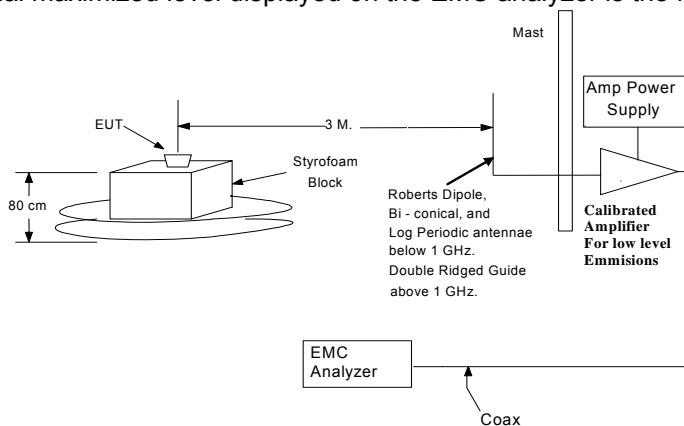 Mast
Amp Power
Supply
EUT
3 M.
Styrofoam
Block
80 cm
Roberts Dipole,
Bi - conical, and
Log Periodic antennae
below 1 GHz.
Double Ridged Guide
above 1 GHz.
Calibrated
Amplifier
For low level
Emmisions
EMC
Analyzer
Coax